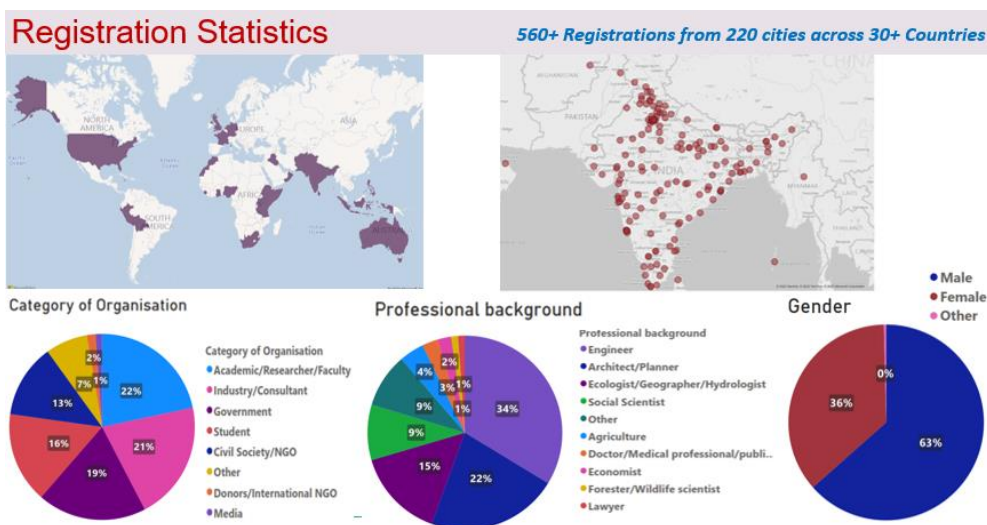 Registration Statistics
560+ Registrations from 220 cities across 30+ Countries
NORTH
AMERICA
EUROPE
ASIA
AFRICA
SOUTH
AMERICA
AFGHANISTAN
CHINA
PAKISTAN
INDIA
MYANMAR
THAILAND
Category of Organisation
2%
1%
7%
22%
13%
16%
21%
19%
Category of Organisation
Academic/Researcher/Faculty
Industry/Consultant
Government
Student
Civil Society/NGO
Other
Donors/International NGO
Media
Professional background
2%
4%
1%
3%
1%
9%
34%
9%
15%
22%
Professional background
Engineer
Architect/Planner
Ecologist/Geographer/Hydrologist
Social Scientist
Other
Agriculture
Doctor/Medical professional/publi...
Economist
Forester/Wildlife scientist
Lawyer
Gender
Male
Female
Other
0%
36%
63%